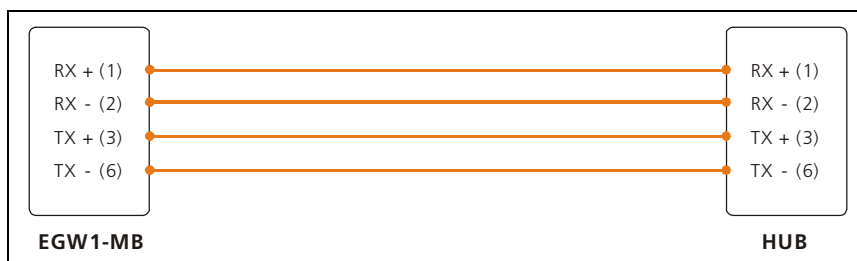 RX + (1)
RX - (2)
TX + (3)
TX - (6)
EGW1-MB
RX + (1)
RX - (2)
TX + (3)
TX - (6)
HUB